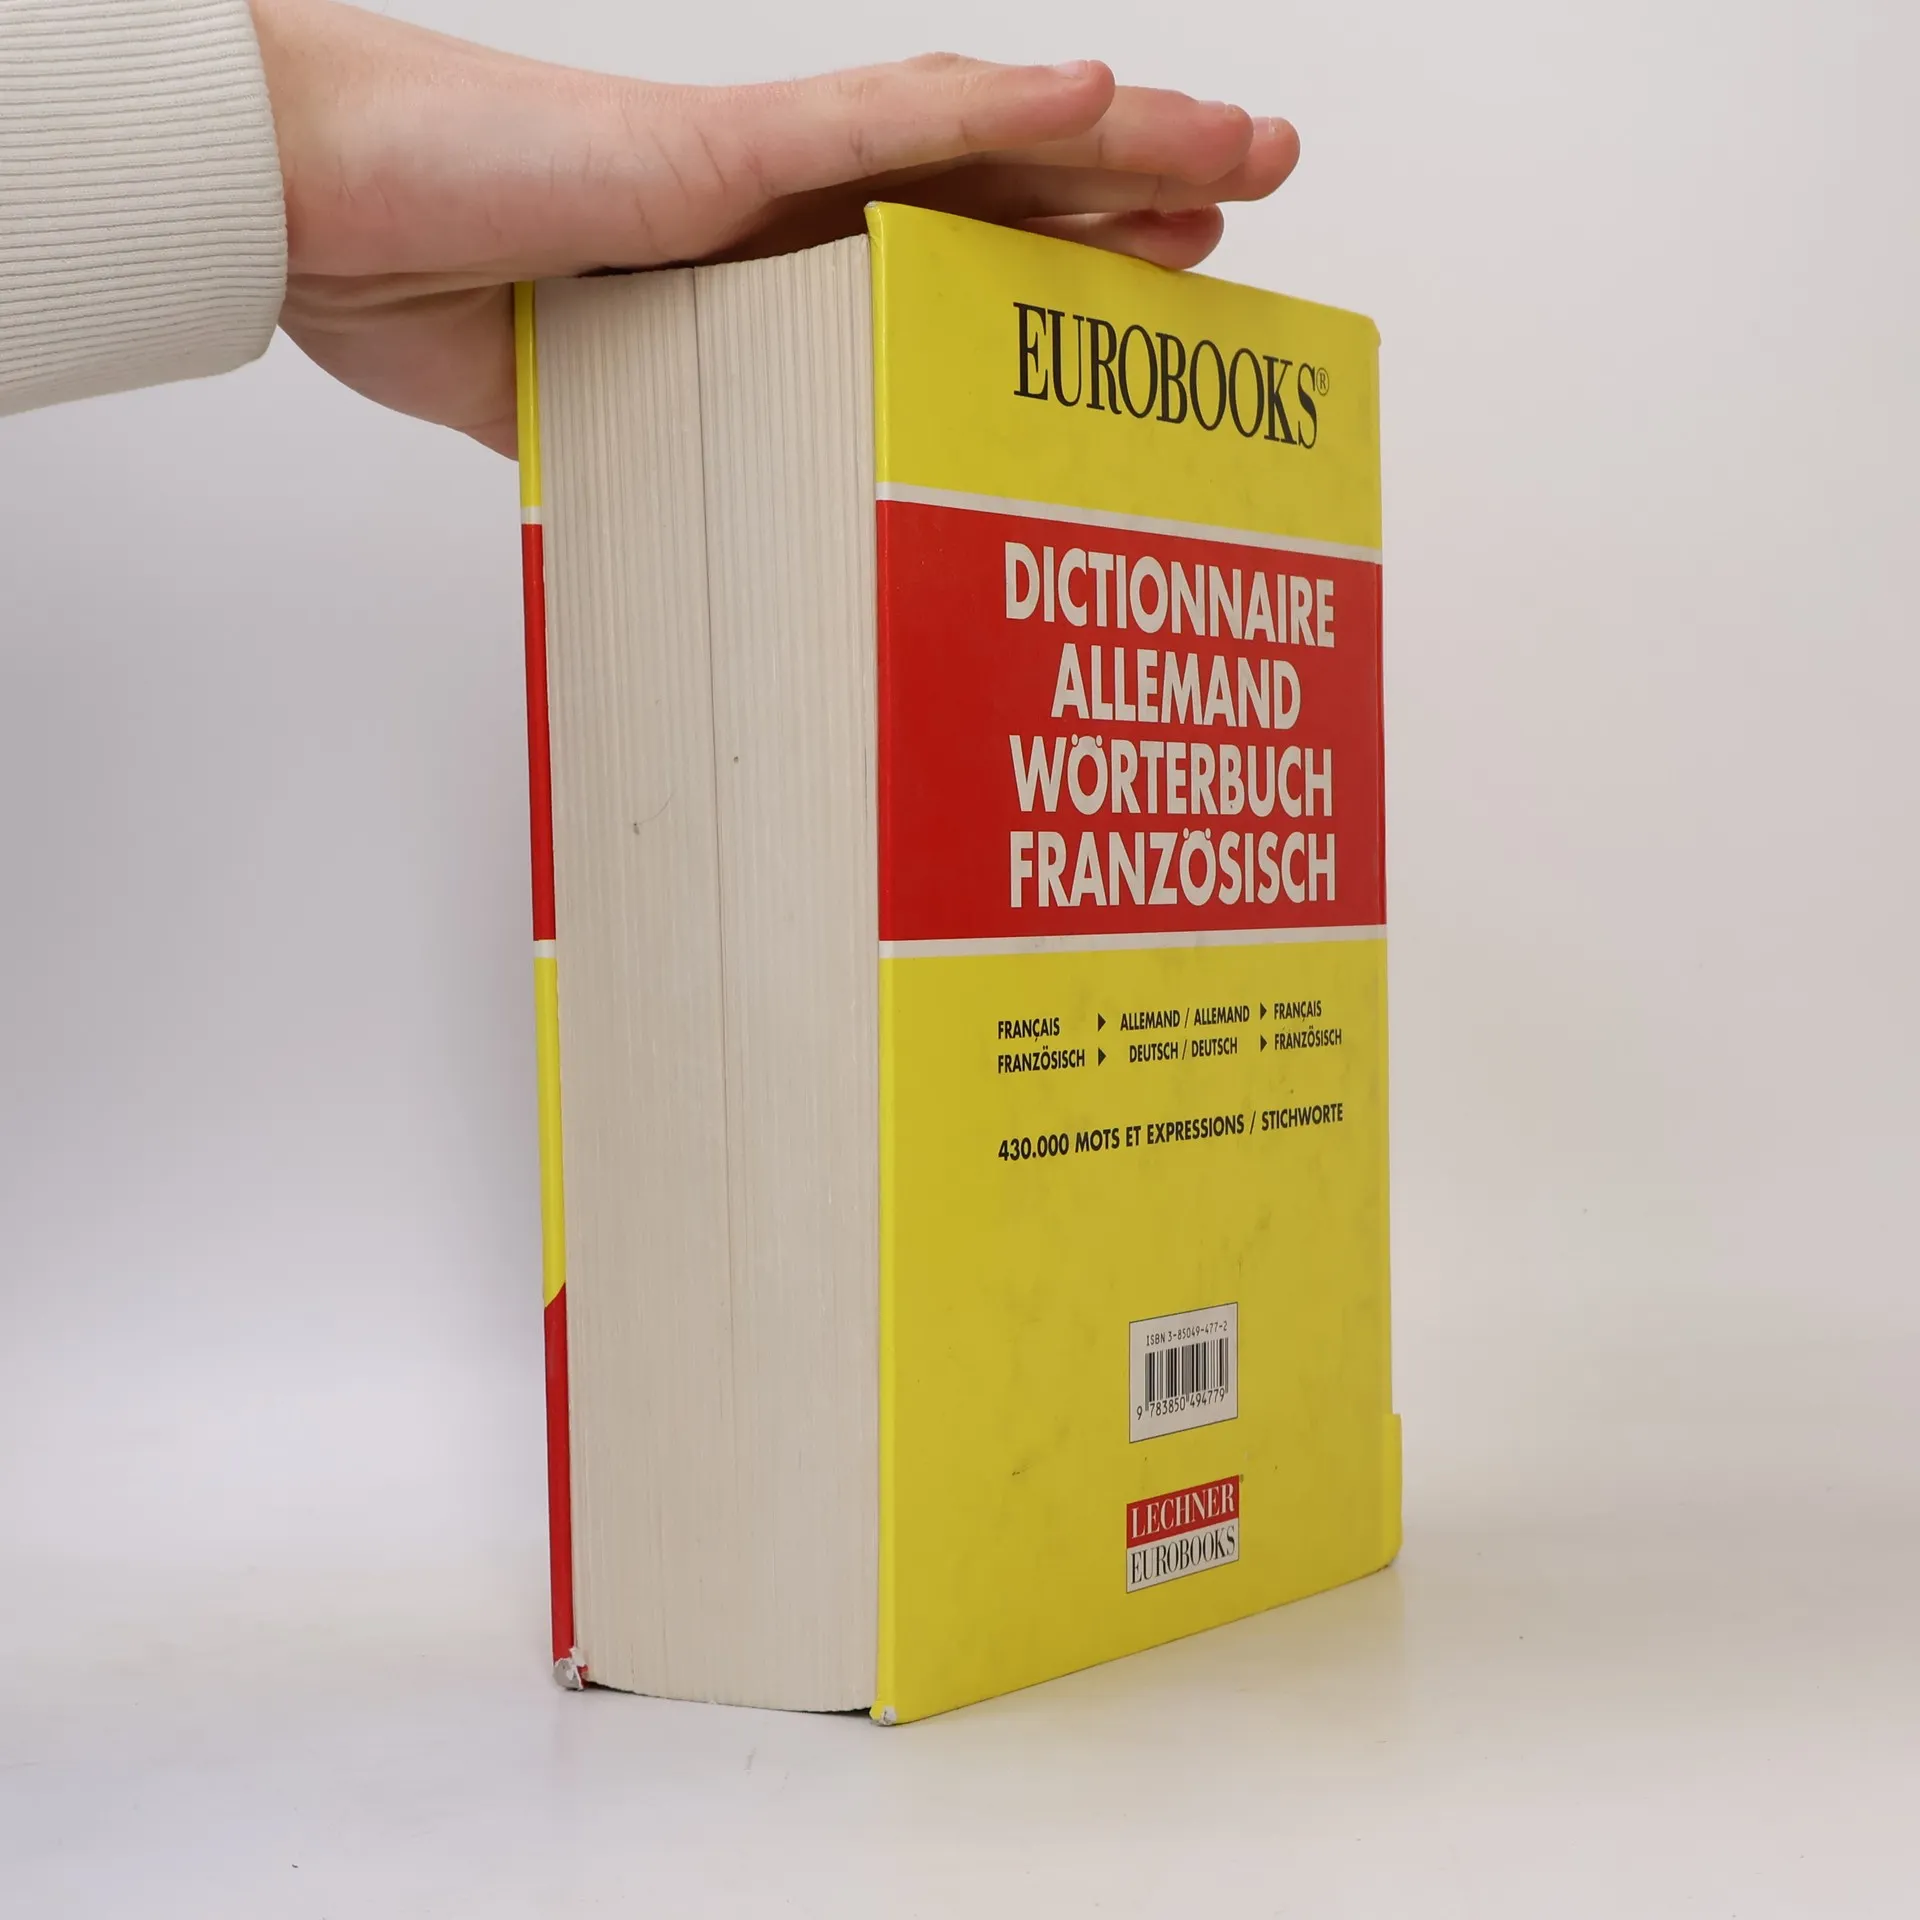 EUROBOOKS®
DICTIONNAIRE
ALLEMAND
WÖRTERBUCH
FRANZÖSISCH
FRANÇAIS ▶ ALLEMAND / ALLEMAND ▶ FRANÇAIS
FRANZÖSISCH ▶ DEUTSCH / DEUTSCH ▶ FRANZÖSISCH
430.000 MOTS ET EXPRESSIONS / STICHWORTE
ISBN 3-85049-477-2
9 783850 494779
LECHNER
EUROBOOKS